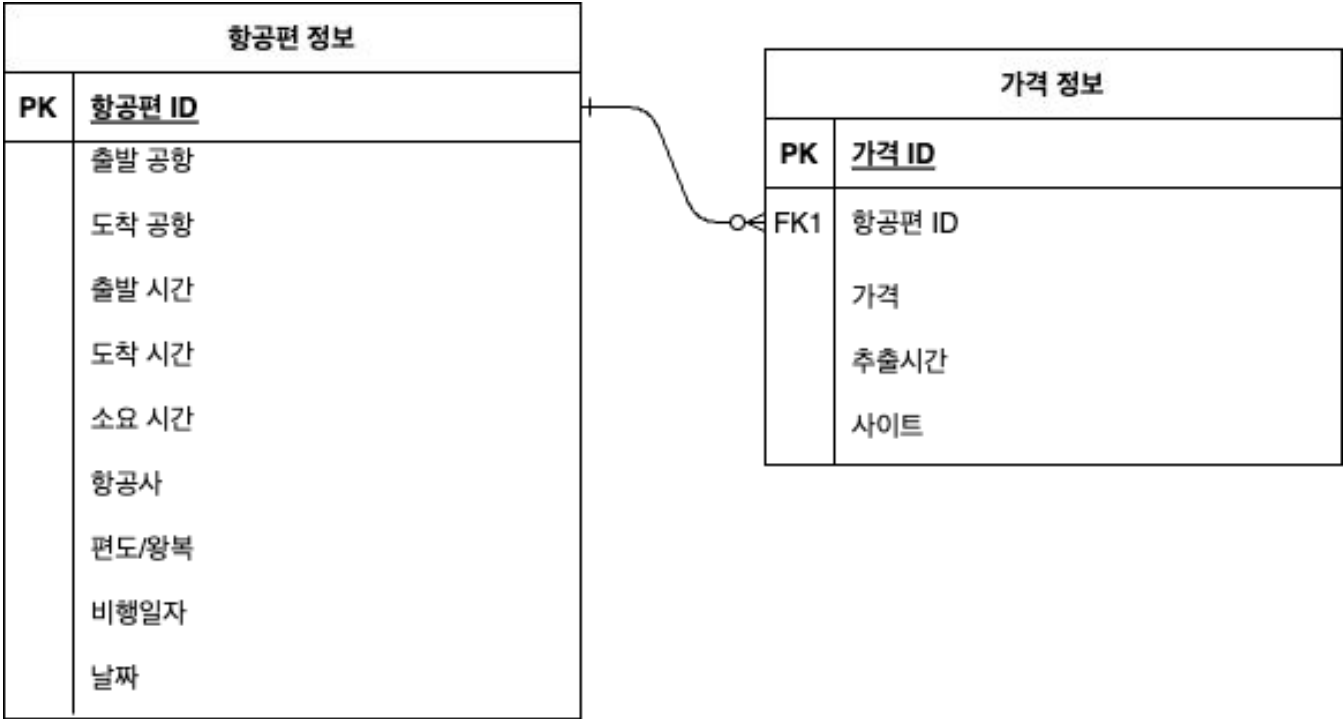 항공편 정보
PK 항공편 ID
출발 공항
도착 공항
출발 시간
도착 시간
소요 시간
항공사
편도/왕복
비행일자
날짜
가격 정보
PK 가격 ID
FK1 항공편 ID
가격
추출시간
사이트